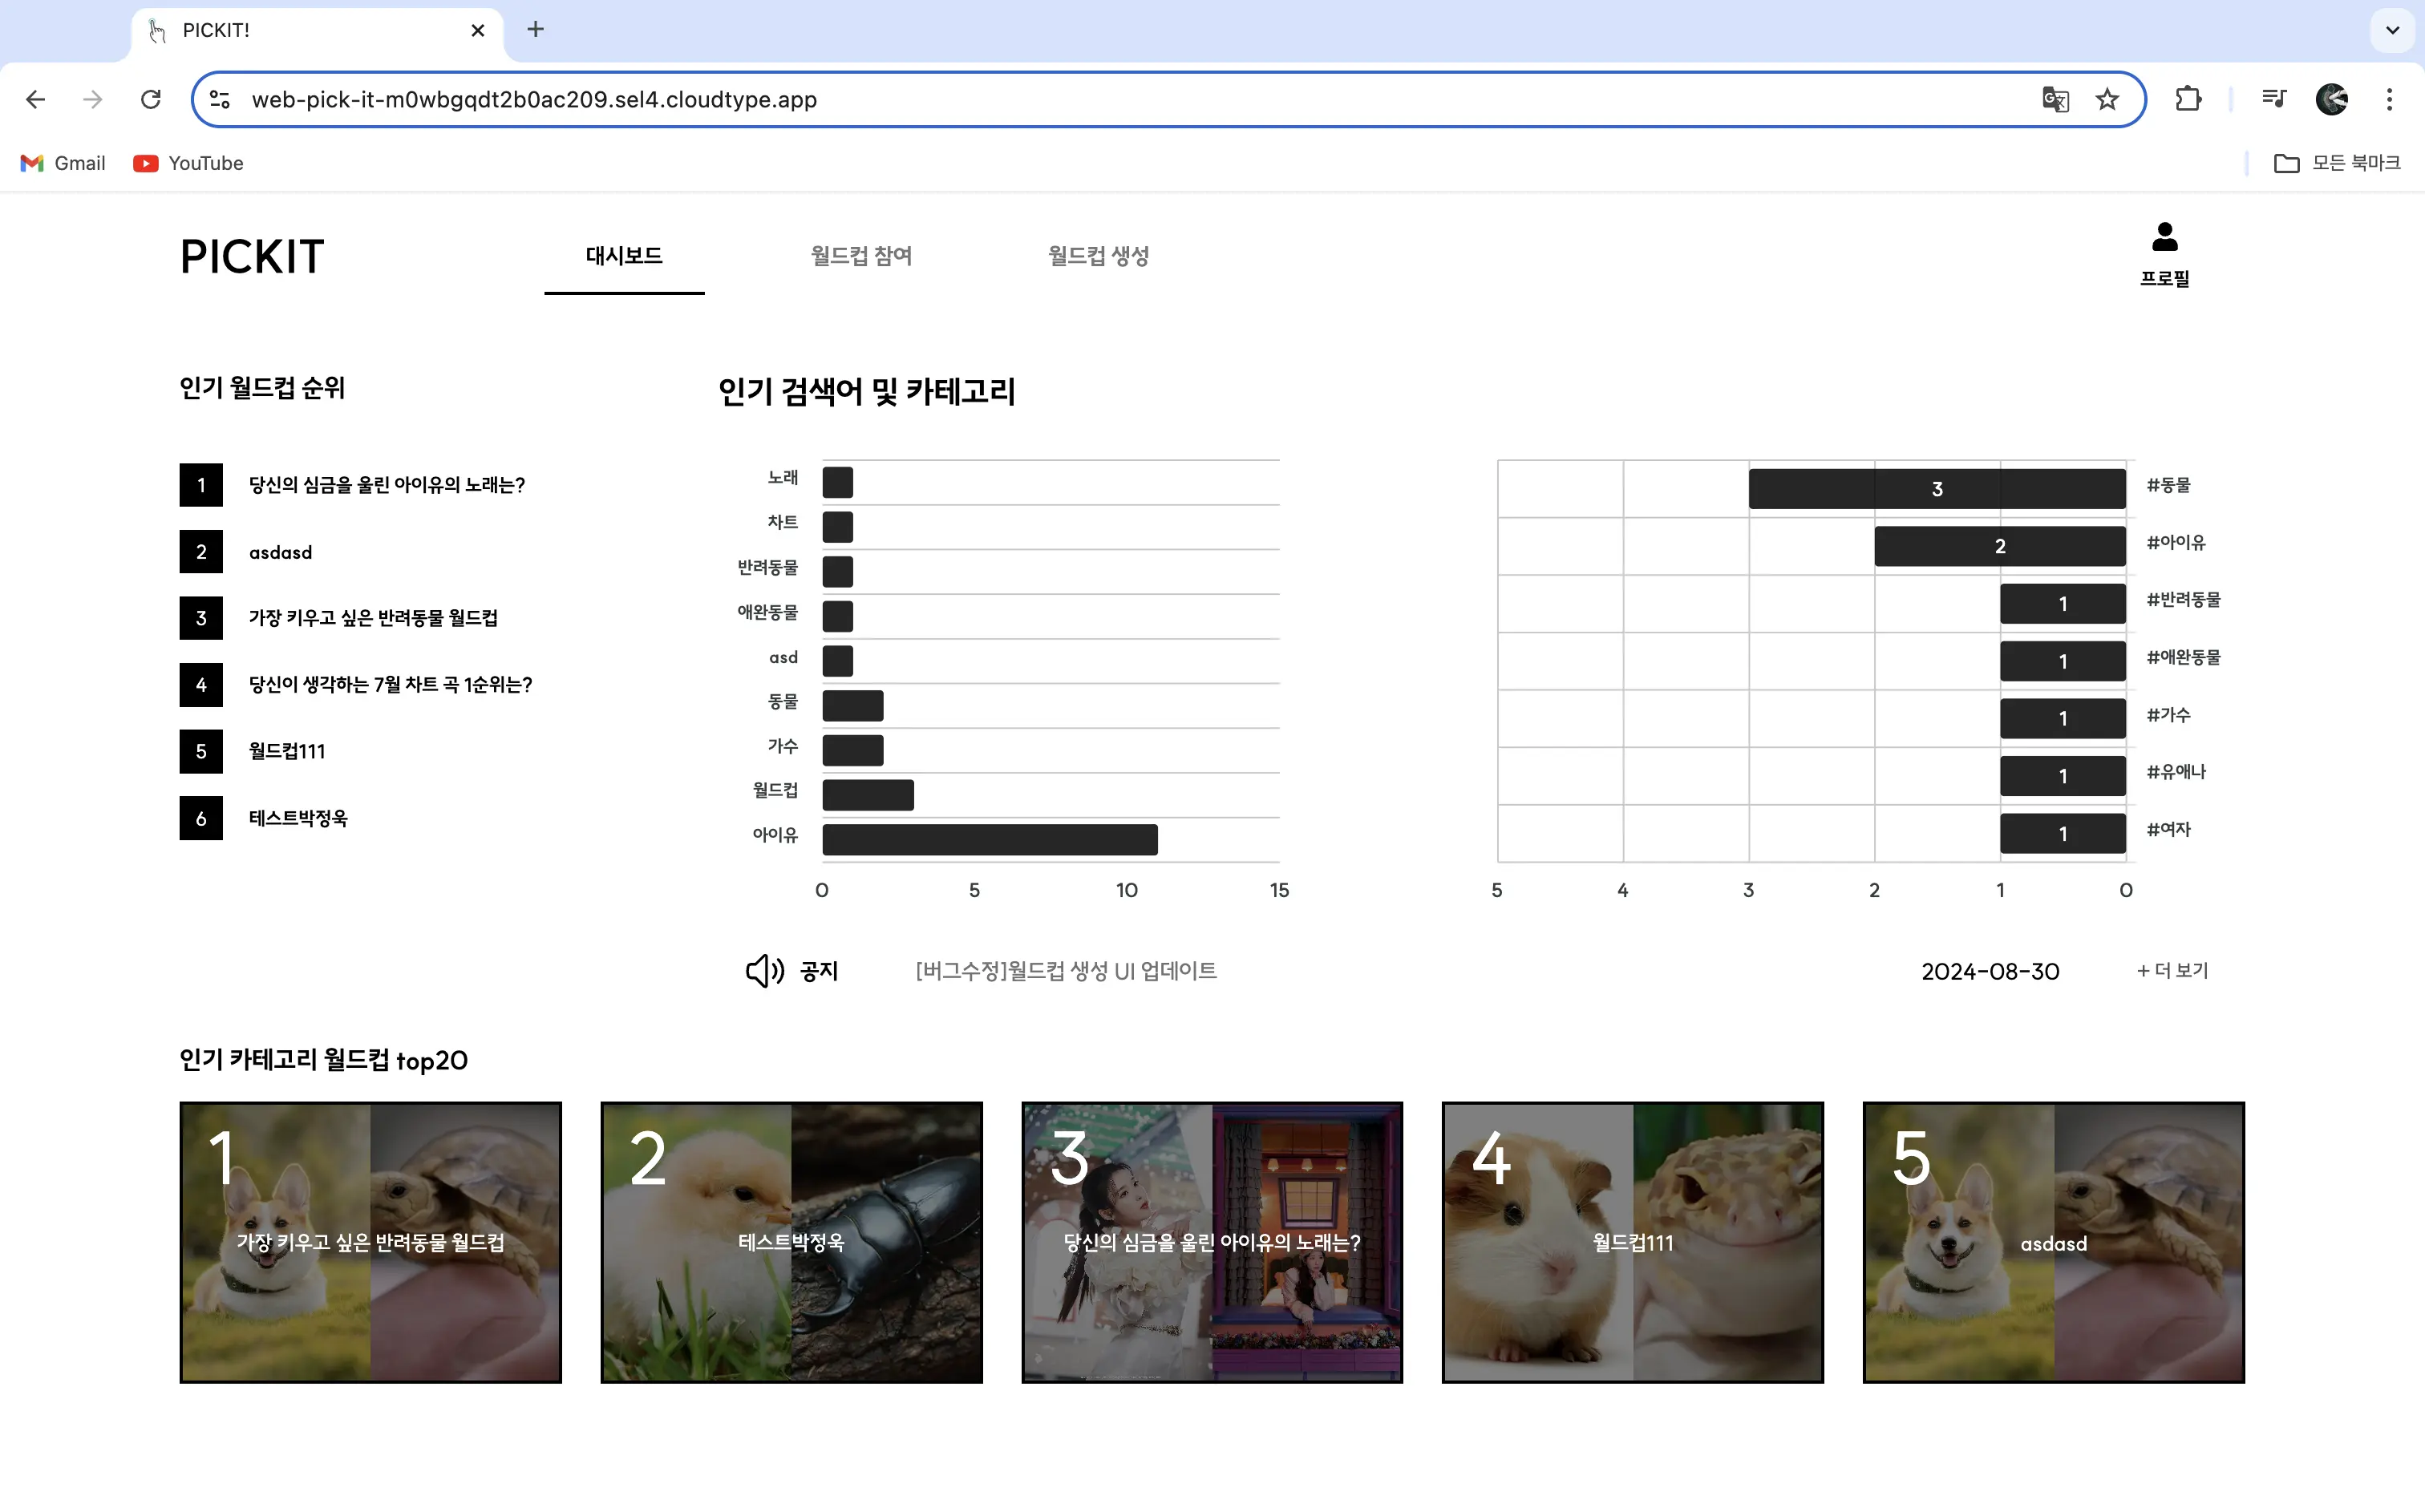 PICKIT!
web-pick-it-m0wbgqdt2b0ac209.sel4.cloudtype.app
Gmail
YouTube
모든 북마크
PICKIT
대시보드
월드컵 참여
월드컵 생성
프로필
인기 월드컵 순위
1 당신의 심금을 울린 아이유의 노래는?
2 asdasd
3 가장 키우고 싶은 반려동물 월드컵
4 당신이 생각하는 7월 차트 곡 1순위는?
5 월드컵111
6 테스트박정욱
인기 검색어 및 카테고리
노래
차트
반려동물
애완동물
asd
동물
가수
월드컵
아이유
0 5 10 15
3 #동물
2 #아이유
1 #반려동물
1 #애완동물
1 #가수
1 #유애나
1 #여자
5 4 3 2 1 0
공지
[버그수정]월드컵 생성 UI 업데이트
2024-08-30
+ 더 보기
인기 카테고리 월드컵 top20
1
가장 키우고 싶은 반려동물 월드컵
2
테스트박정욱
3
당신의 심금을 울린 아이유의 노래는?
4
월드컵111
5
asdasd